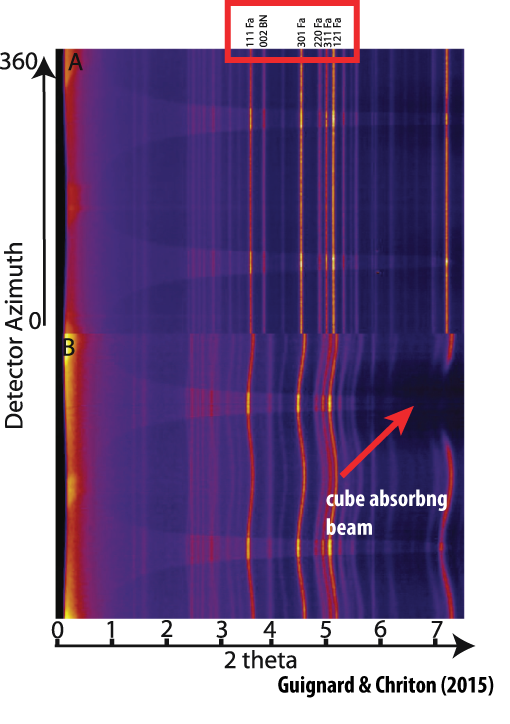 111 Fa
002 BN
301 Fa
220 Fa
311 Fa
121 Fa
360
A
Detector Azimuth
0
B
cube absorbng
beam
0 1 2 3 4 5 6 7
2 theta
Guignard & Chriton (2015)